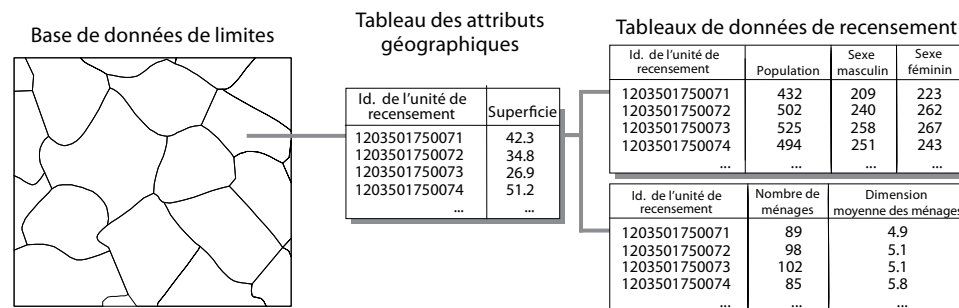 Base de données de limites
Tableau des attributs
géographiques
Id. de l'unité de
recensement Superficie
1203501750071 42.3
1203501750072 34.8
1203501750073 26.9
1203501750074 51.2
... ...
Tableaux de données de recensement
Id. de l'unité de
recensement Population Sexe
masculin Sexe
féminin
1203501750071 432 209 223
1203501750072 502 240 262
1203501750073 525 258 267
1203501750074 494 251 243
... ... ... ...
Id. de l'unité de
recensement Nombre de
ménages Dimension
moyenne des ménages
1203501750071 89 4.9
1203501750072 98 5.1
1203501750073 102 5.1
1203501750074 85 5.8
... ... ...